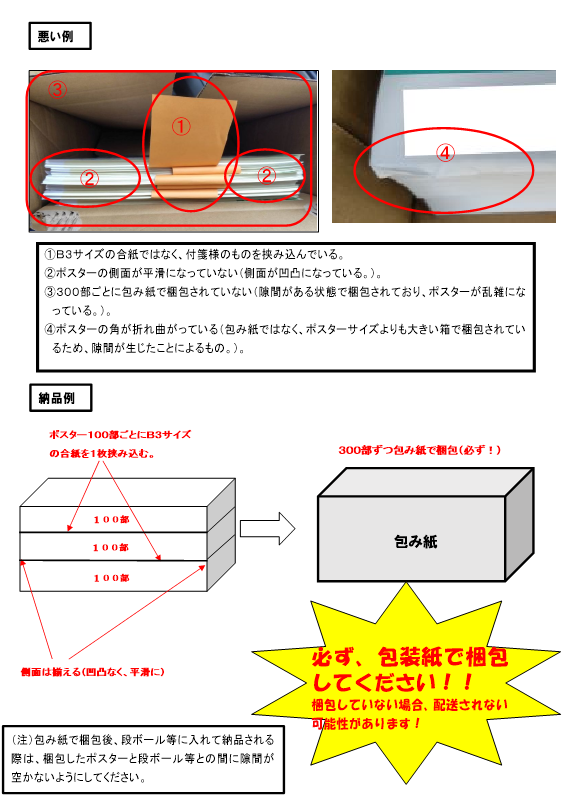 悪い例
③
①
②
②
④
①Ｂ３サイズの合紙ではなく、付箋様のものを挟み込んでいる。
②ポスターの側面が平滑になっていない（側面が凹凸になっている。）。
③３００部ごとに包み紙で梱包されていない（隙間がある状態で梱包されており、ポスターが乱雑にな
っている。）。
④ポスターの角が折れ曲がっている（包み紙ではなく、ポスターサイズよりも大きい箱で梱包されてい
るため、隙間が生じたことによるもの。）。
納品例
ポスター１００部ごとにＢ３サイズ
の合紙を１枚挟み込む。
３００部ずつ包み紙で梱包（必ず！）
１００部
１００部
１００部
包み紙
側面は揃える（凹凸なく、平滑に）
必ず、包装紙で梱包
してください！！
梱包していない場合、配送されない
可能性があります！
（注）包み紙で梱包後、段ボール等に入れて納品される
際は、梱包したポスターと段ボール等との間に隙間が
空かないようにしてください。